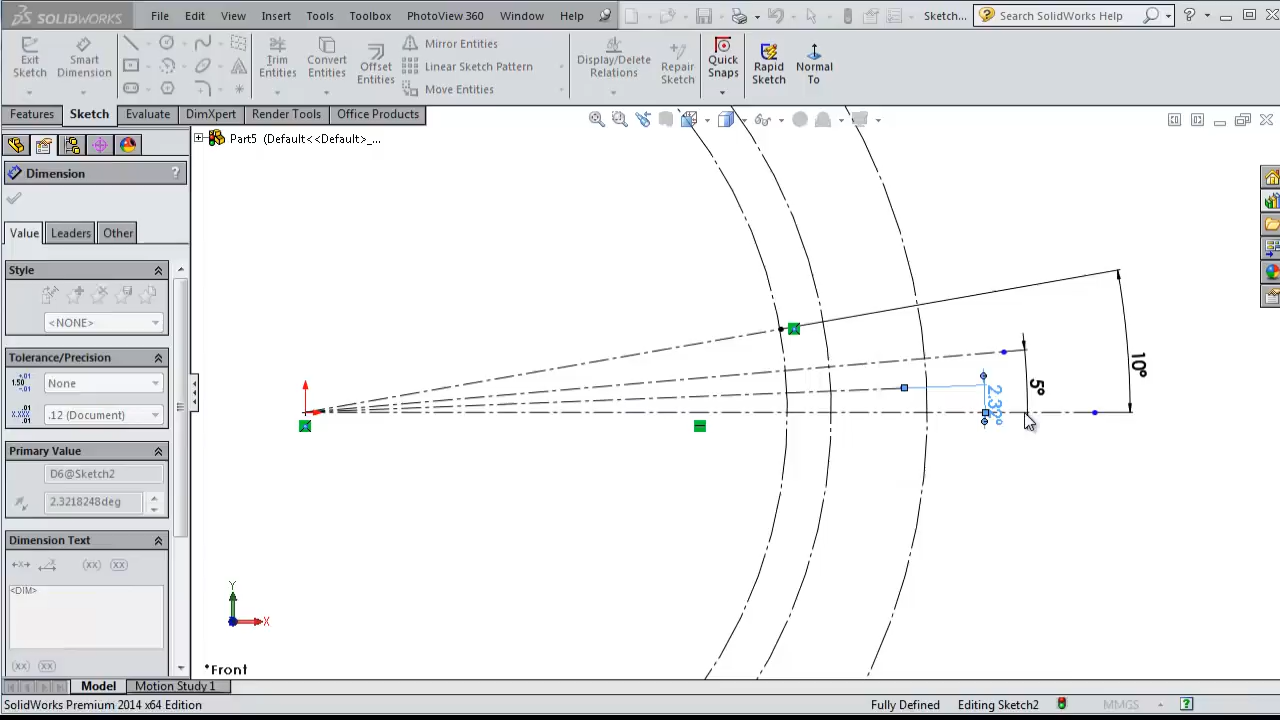 SOLIDWORKS File Edit View Insert Tools Toolbox PhotoView 360 Window Help Sketch... Search SolidWorks Help
Exit Sketch
Smart Dimension
Trim Entities
Convert Entities
Offset Entities
Mirror Entities
Linear Sketch Pattern
Move Entities
Display/Delete Relations
Repair Sketch
Quick Snaps
Rapid Sketch
Normal To
Features Sketch Evaluate DimXpert Render Tools Office Products
Part5 (Default<<Default>_...
Dimension ?
Value Leaders Other
Style
<NONE>
Tolerance/Precision
None
.12 (Document)
Primary Value
D6@Sketch2
2.3218248deg
Dimension Text
<DIM>
10°
5°
2.32°
Y
X
*Front
Model Motion Study 1
SolidWorks Premium 2014 x64 Edition Fully Defined Editing Sketch2 MMGS